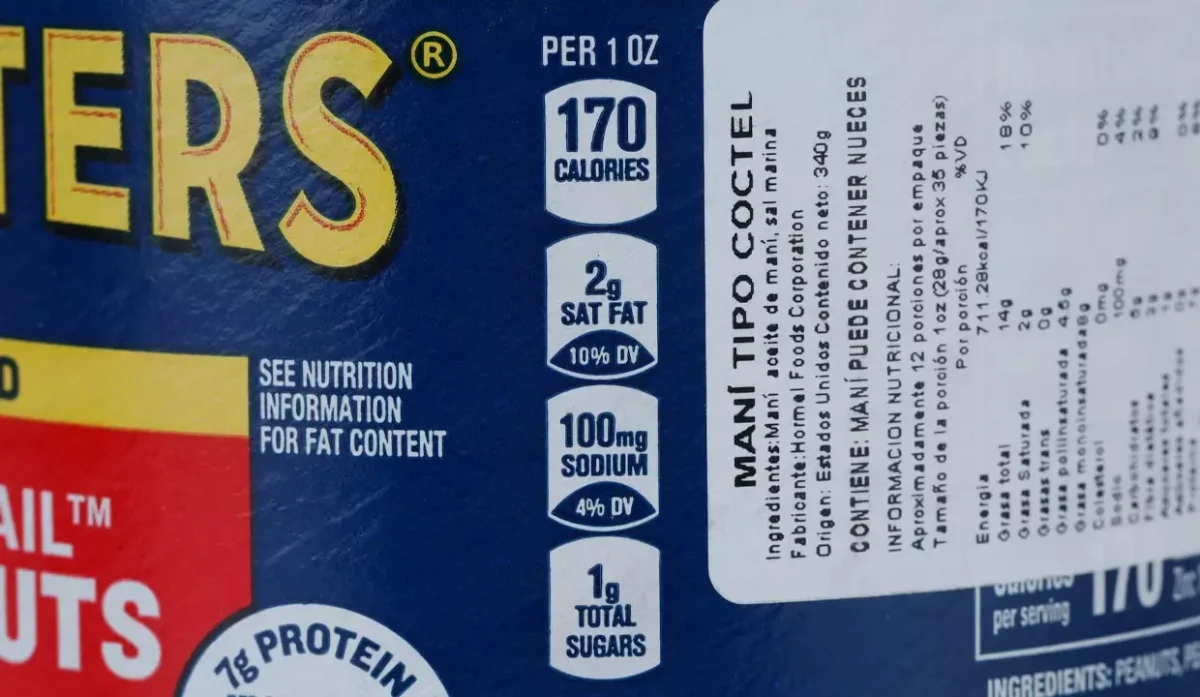 TERS®
D
AIL™
UTS
SEE NUTRITION
INFORMATION
FOR FAT CONTENT
7g PROTEIN
PER 1 OZ
170
CALORIES
2g
SAT FAT
10% DV
100mg
SODIUM
4% DV
1g
TOTAL
SUGARS
MANÍ TIPO COCTEL
Ingredientes:Maní aceite de maní, sal marina
Fabricante:Hormel Foods Corporation
Origen: Estados Unidos Contenido neto: 340g
CONTIENE: MANÍ PUEDE CONTENER NUECES
INFORMACION NUTRICIONAL:
Aproximadamente 12 porciones por empaque
Tamaño de la porción 1oz (28g/aprox 35 piezas)
Por porción %VD
Energía 711.28kcal/170KJ
Grasa total 14g 18%
Grasa Saturada 2g 10%
Grasas trans 0g
Grasa poliinsaturada 4.5g
Grasa monoinsaturada 8g
Colesterol 0mg 0%
Sodio 100mg 4%
Carbohidratos 5g 2%
Calories
per serving 170
INGREDIENTS: PEANUTS,